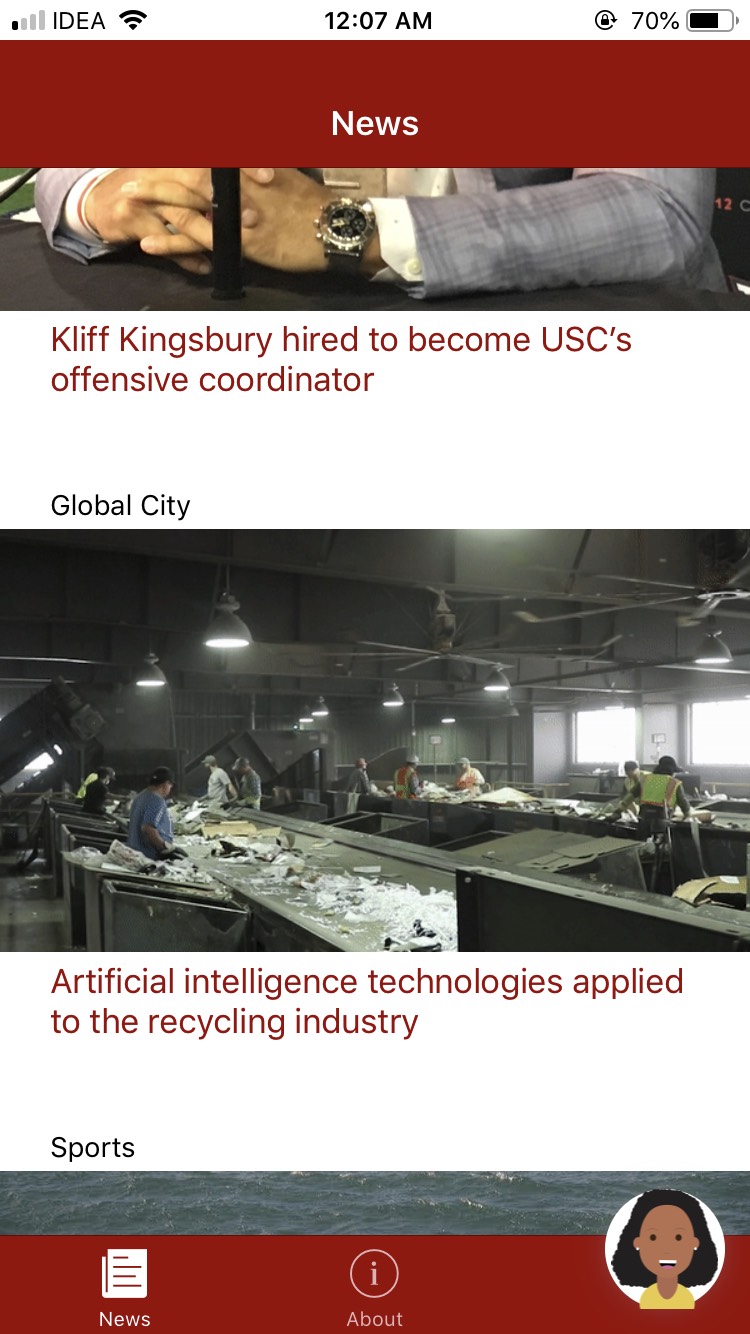 IDEA 12:07 AM 70%
News
12 C
Kliff Kingsbury hired to become USC’s
offensive coordinator
Global City
Artificial intelligence technologies applied
to the recycling industry
Sports
News About